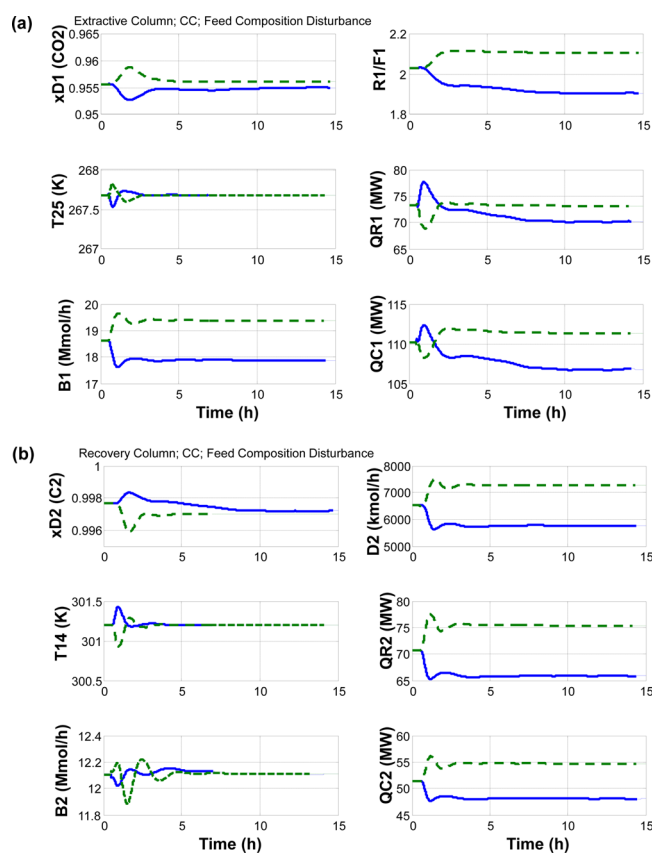 (a)
Extractive Column; CC; Feed Composition Disturbance
xD1 (CO2)
0.965
0.96
0.955
0.95
0 5 10 15
R1/F1
2.2
2
1.8
0 5 10 15
T25 (K)
268
267.5
267
0 5 10 15
QR1 (MW)
80
75
70
65
0 5 10 15
B1 (Mmol/h)
20
19
18
17
0 5 10 15
Time (h)
QC1 (MW)
115
110
105
0 5 10 15
Time (h)
(b)
Recovery Column; CC; Feed Composition Disturbance
xD2 (C2)
1
0.998
0.996
0 5 10 15
D2 (kmol/h)
8000
7000
6000
5000
0 5 10 15
T14 (K)
301.5
301
300.5
0 5 10 15
QR2 (MW)
80
75
70
65
0 5 10 15
B2 (Mmol/h)
12.4
12.2
12
11.8
0 5 10 15
Time (h)
QC2 (MW)
60
55
50
45
0 5 10 15
Time (h)